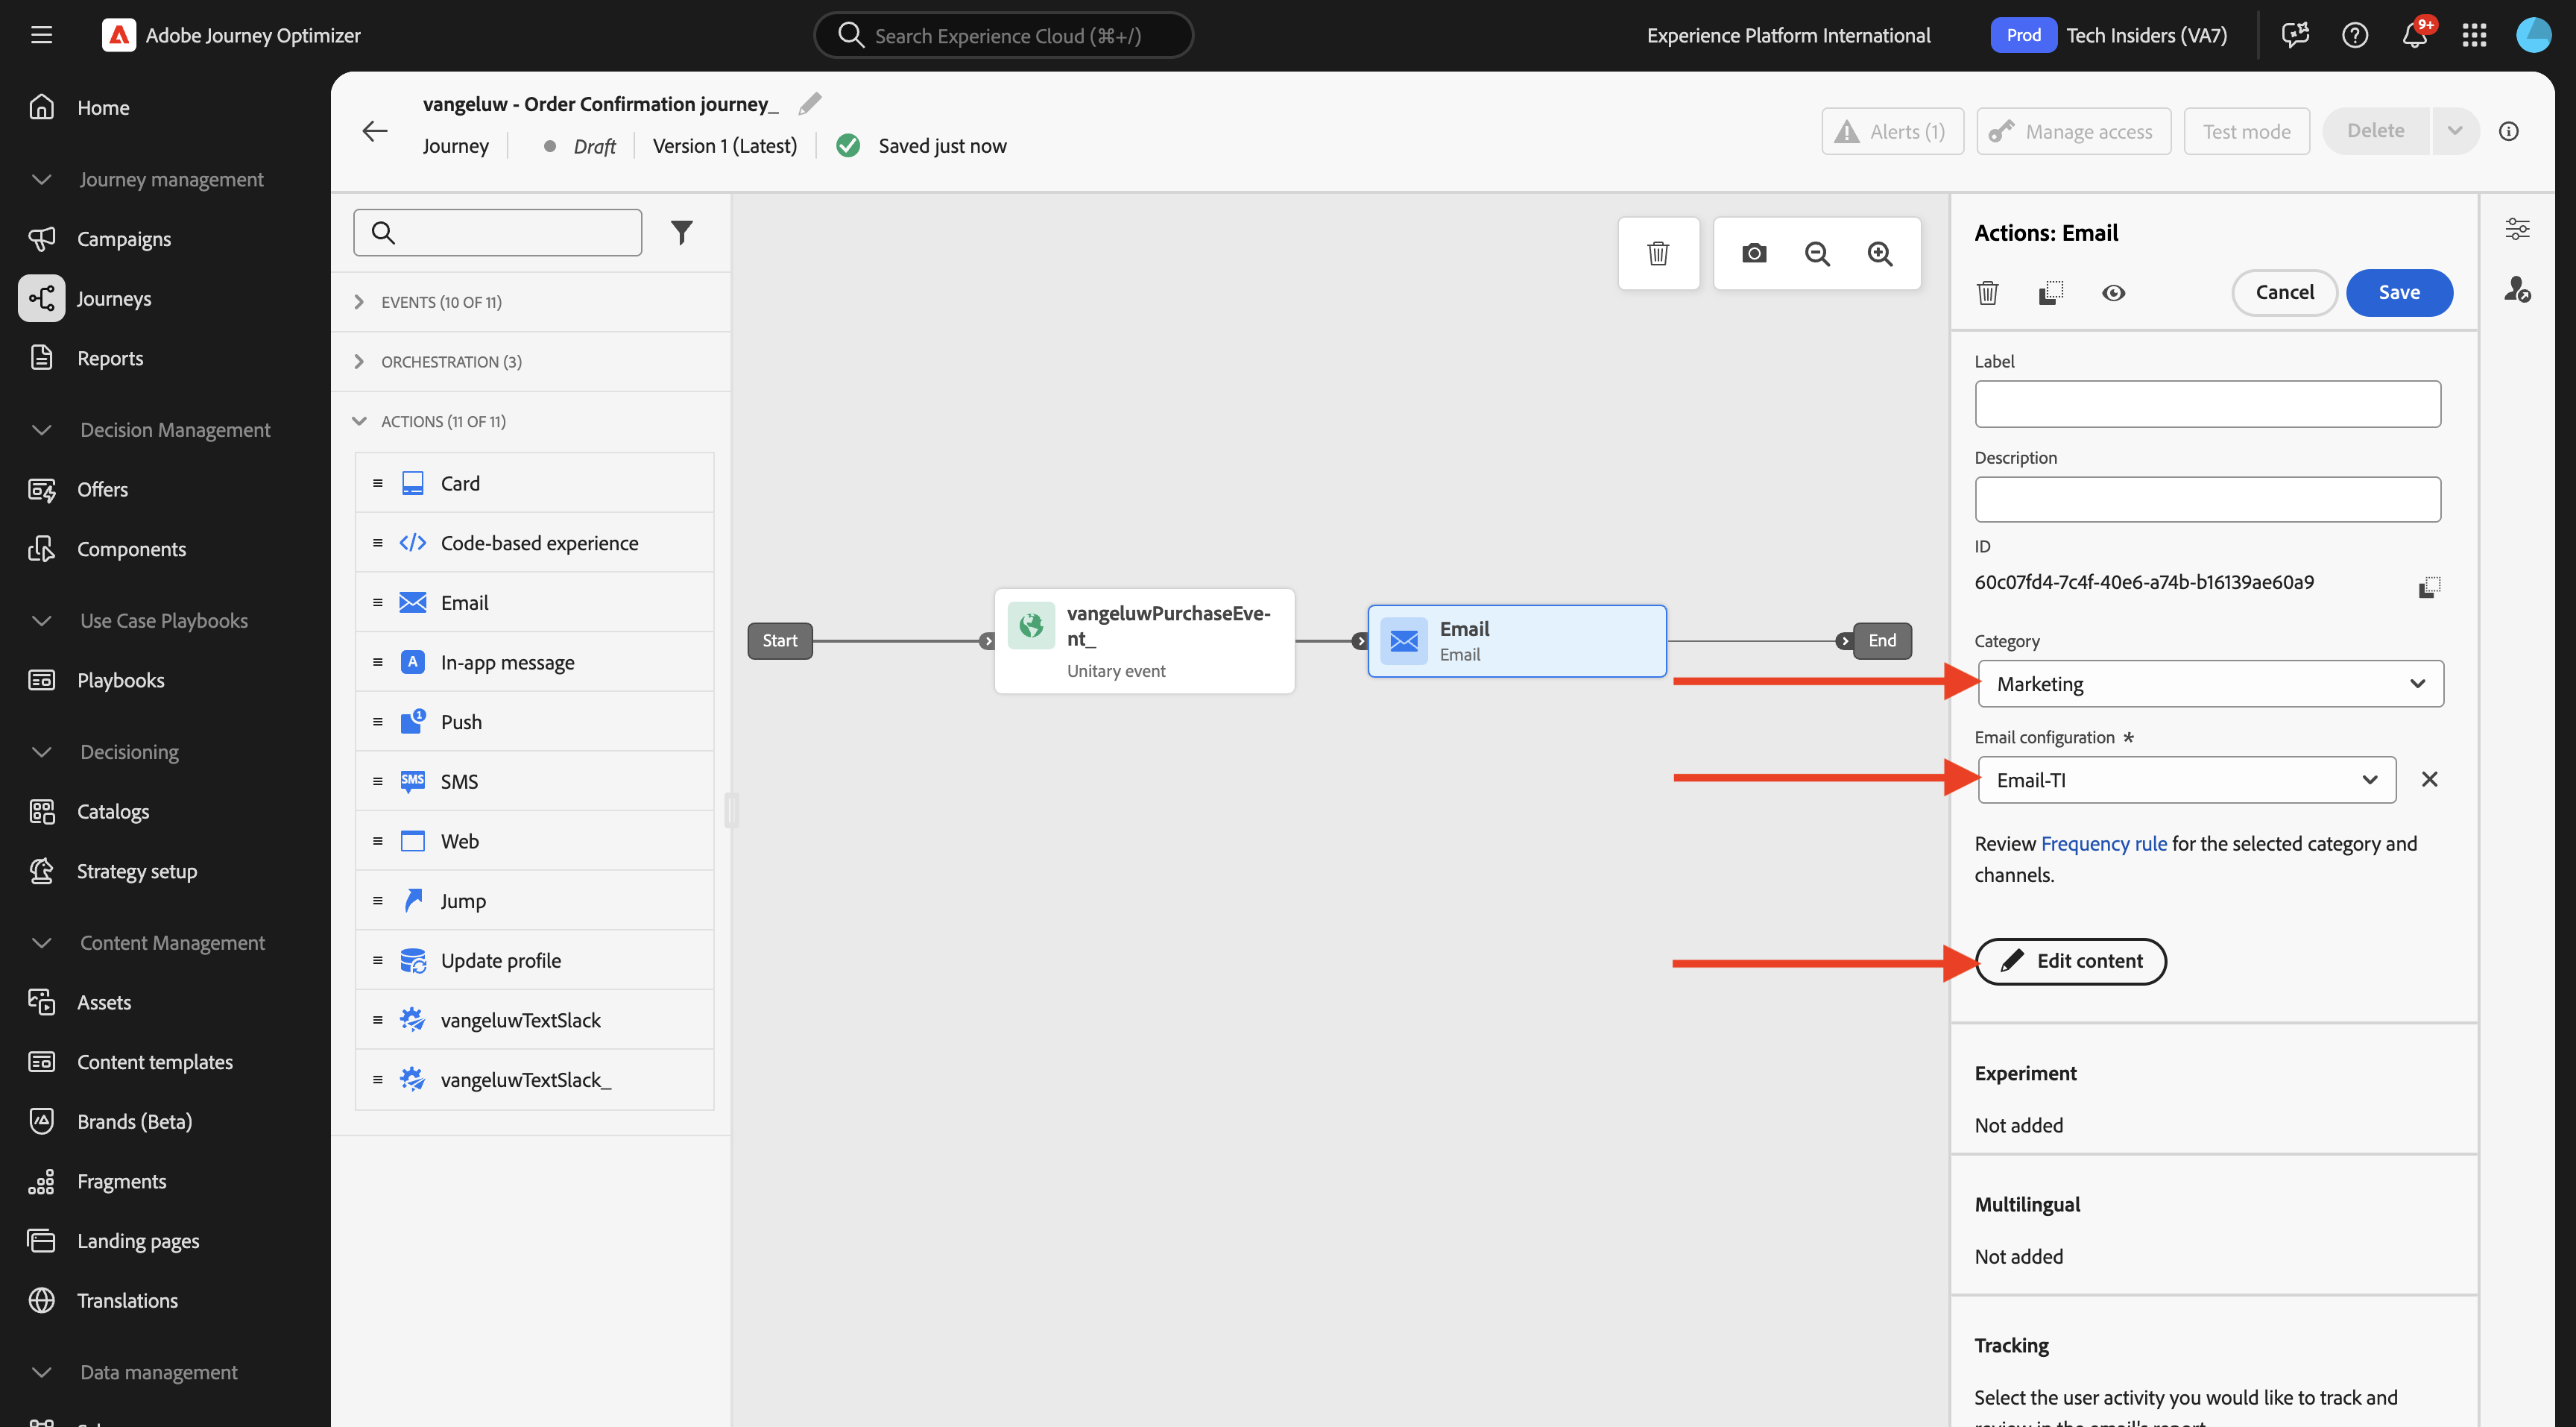 Adobe Journey Optimizer
Search Experience Cloud (⌘+/)
Experience Platform International
Prod
Tech Insiders (VA7)
9+
Home
Journey management
Campaigns
Journeys
Reports
Decision Management
Offers
Components
Use Case Playbooks
Playbooks
Decisioning
Catalogs
Strategy setup
Content Management
Assets
Content templates
Brands (Beta)
Fragments
Landing pages
Translations
Data management
vangeluw - Order Confirmation journey_
Journey
Draft
Version 1 (Latest)
Saved just now
Alerts (1)
Manage access
Test mode
Delete
EVENTS (10 OF 11)
ORCHESTRATION (3)
ACTIONS (11 OF 11)
Card
Code-based experience
Email
In-app message
Push
SMS
Web
Jump
Update profile
vangeluwTextSlack
vangeluwTextSlack_
Start
vangeluwPurchaseEve-
nt_
Unitary event
Email
Email
End
Actions: Email
Cancel
Save
Label
Description
ID
60c07fd4-7c4f-40e6-a74b-b16139ae60a9
Category
Marketing
Email configuration *
Email-TI
Review Frequency rule for the selected category and
channels.
Edit content
Experiment
Not added
Multilingual
Not added
Tracking
Select the user activity you would like to track and